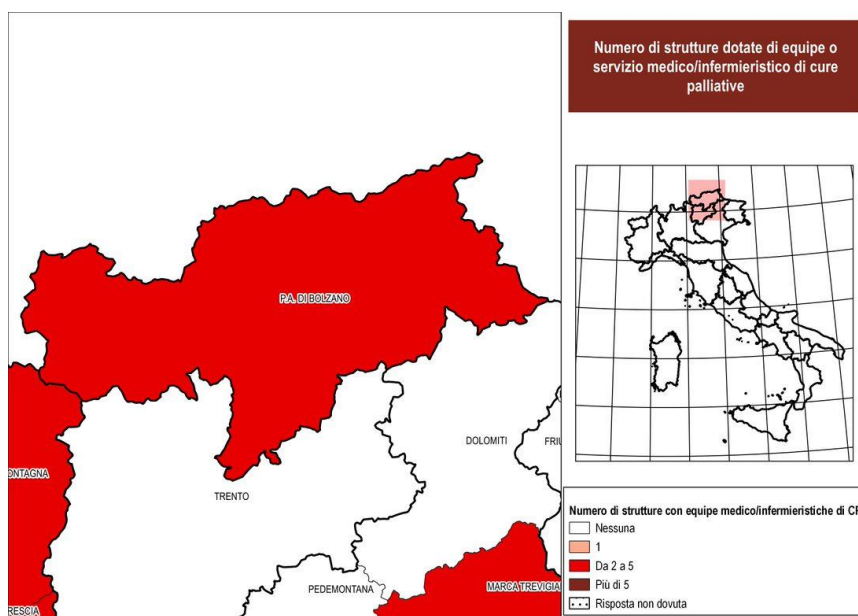 Numero di strutture dotate di equipe o
servizio medico/infermieristico di cure
palliative
P.A. DI BOLZANO
DOLOMITI
FRIU
ONTAGNA
TRENTO
PEDEMONTANA
MARCA TREVIGIA
RESCIA
Numero di strutture con equipe medico/infermieristiche di CP
Nessuna
1
Da 2 a 5
Più di 5
Risposta non dovuta